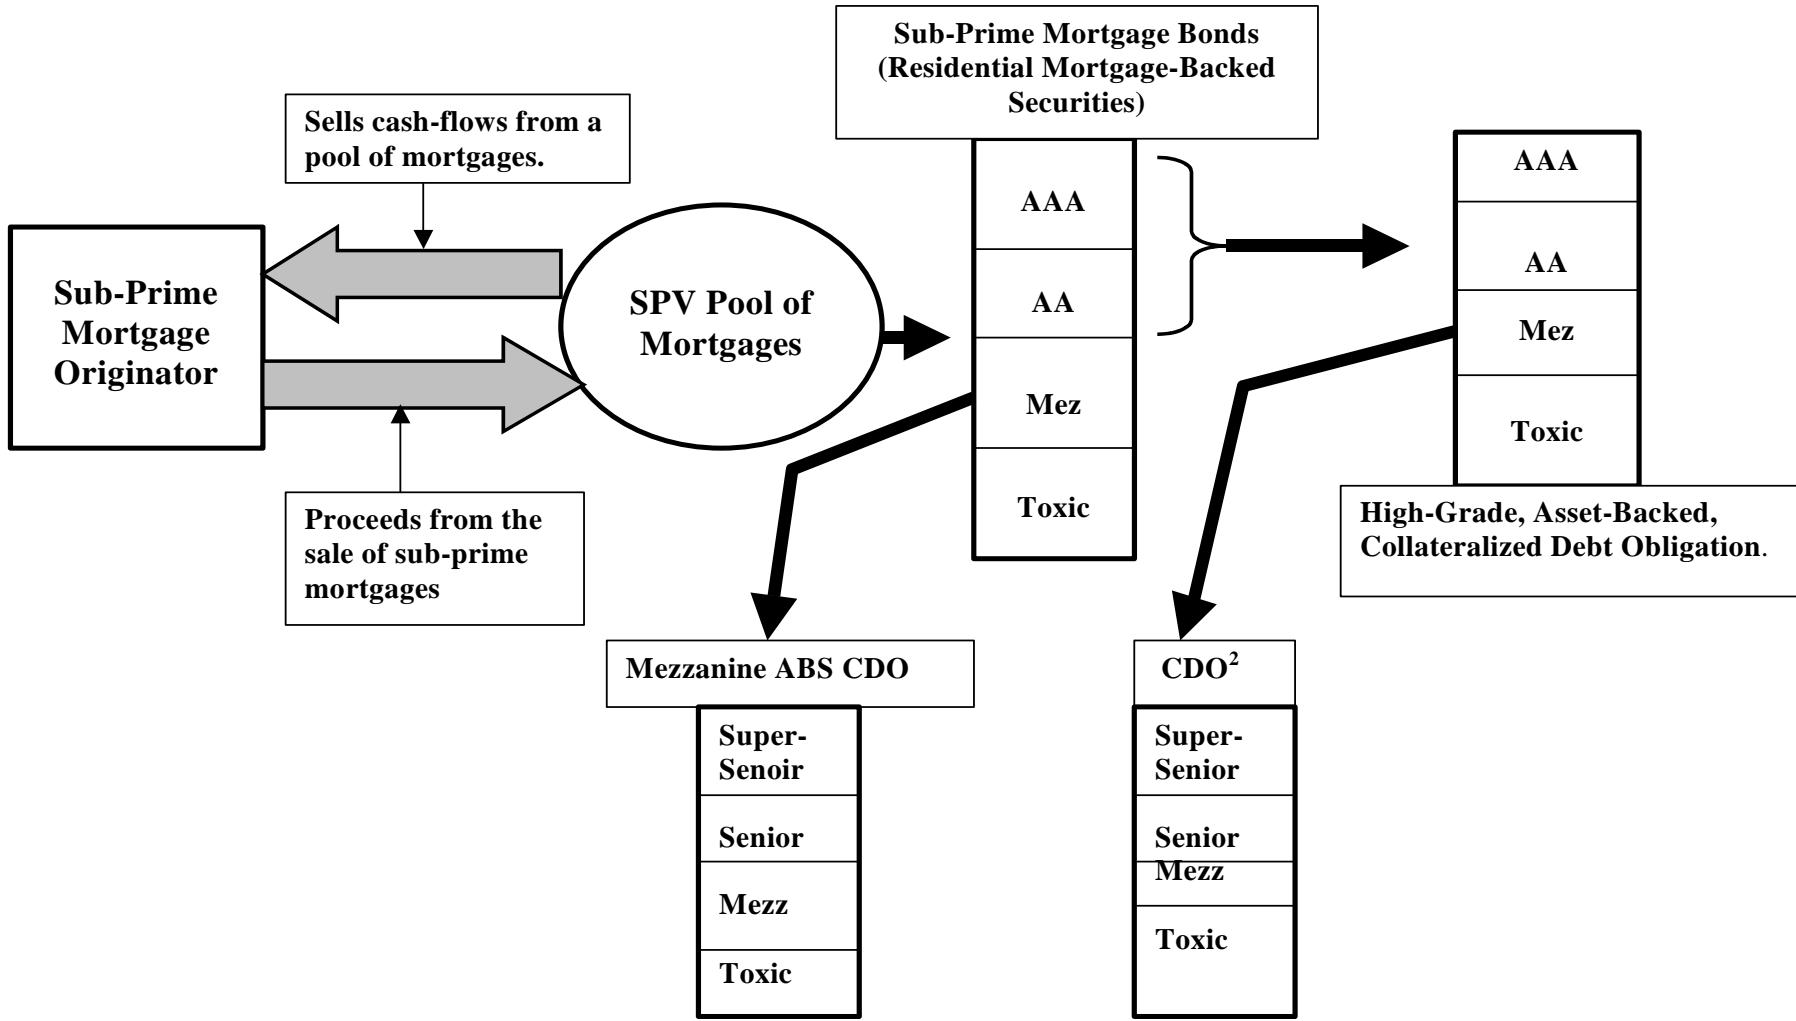 Sub-Prime Mortgage Bonds
(Residential Mortgage-Backed
Securities)
Sells cash-flows from a
pool of mortgages.
Sub-Prime
Mortgage
Originator
SPV Pool of
Mortgages
Proceeds from the
sale of sub-prime
mortgages
AAA
AA
Mez
Toxic
AAA
AA
Mez
Toxic
High-Grade, Asset-Backed,
Collateralized Debt Obligation.
Mezzanine ABS CDO
Super-
Senoir
Senior
Mezz
Toxic
CDO²
Super-
Senior
Senior
Mezz
Toxic